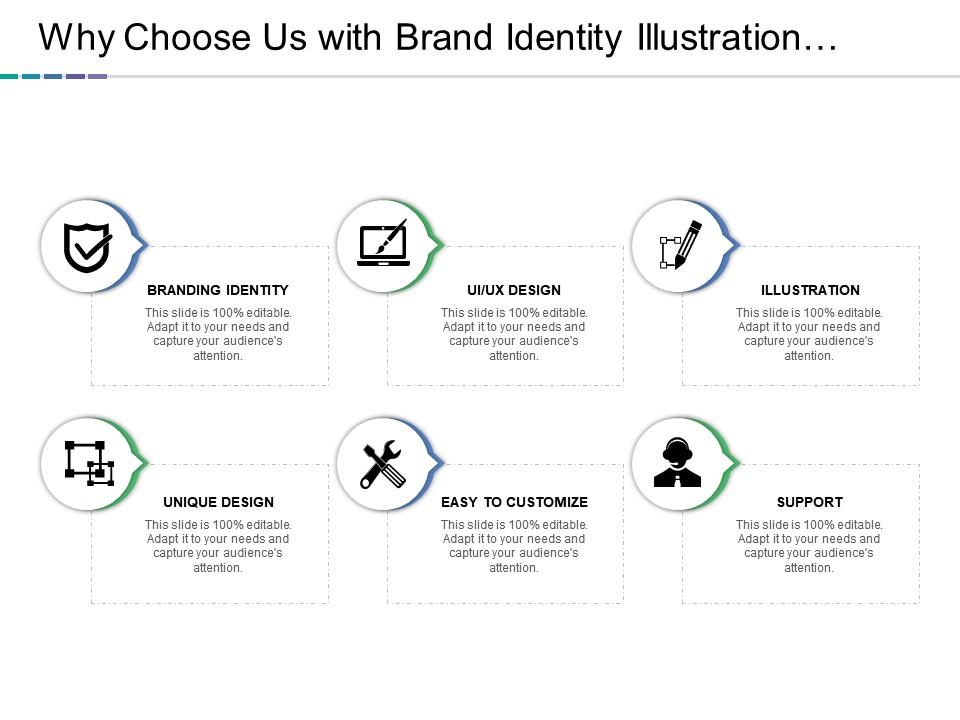 Why Choose Us with Brand Identity Illustration…
BRANDING IDENTITY
This slide is 100% editable.
Adapt it to your needs and
capture your audience's
attention.
UI/UX DESIGN
This slide is 100% editable.
Adapt it to your needs and
capture your audience's
attention.
ILLUSTRATION
This slide is 100% editable.
Adapt it to your needs and
capture your audience's
attention.
UNIQUE DESIGN
This slide is 100% editable.
Adapt it to your needs and
capture your audience's
attention.
EASY TO CUSTOMIZE
This slide is 100% editable.
Adapt it to your needs and
capture your audience's
attention.
SUPPORT
This slide is 100% editable.
Adapt it to your needs and
capture your audience's
attention.